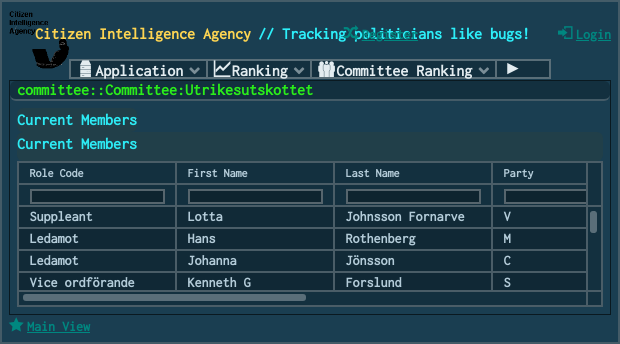 Citizen
Intelligence
Agency
Citizen Intelligence Agency // Tracking politicians like bugs!
Register
Login
Application
Ranking
Committee Ranking
committee::Committee:Utrikesutskottet
Current Members
Current Members
Role Code First Name Last Name Party
Suppleant Lotta Johnsson Fornarve V
Ledamot Hans Rothenberg M
Ledamot Johanna Jönsson C
Vice ordförande Kenneth G Forslund S
Main View